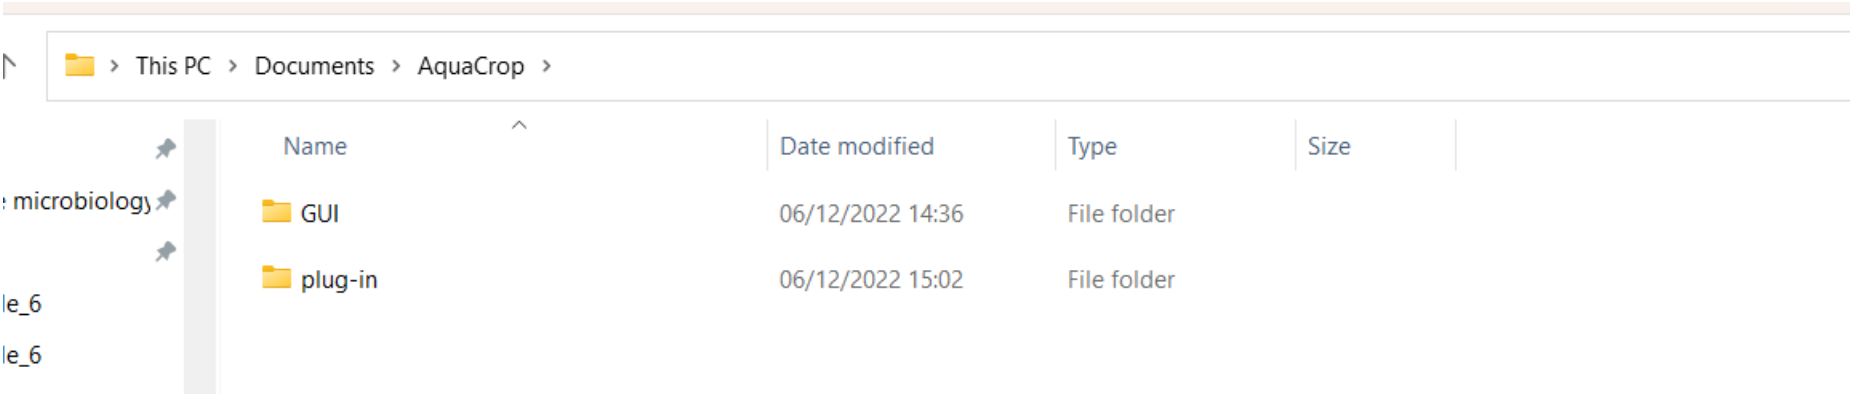 This PC > Documents > AquaCrop >
Name Date modified Type Size
microbiology
GUI 06/12/2022 14:36 File folder
plug-in 06/12/2022 15:02 File folder
le_6
le_6